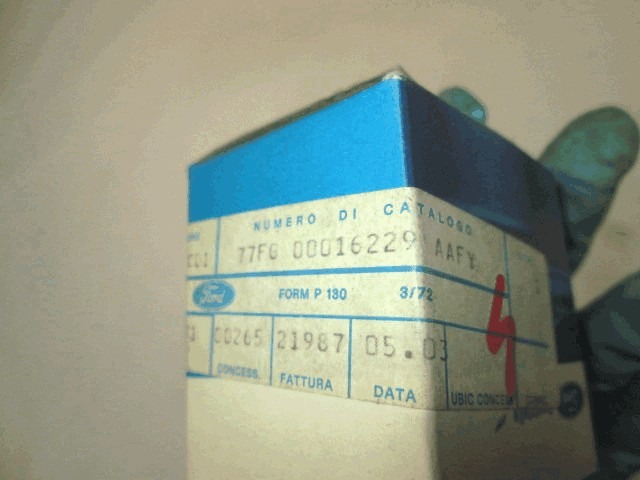 NUMERO DI CATALOGO
77FG 00016229 AAFY
Ford FORM P 130 3/72
00265 21987 05.03
CONCESS. FATTURA DATA UBIC CONCESS
4